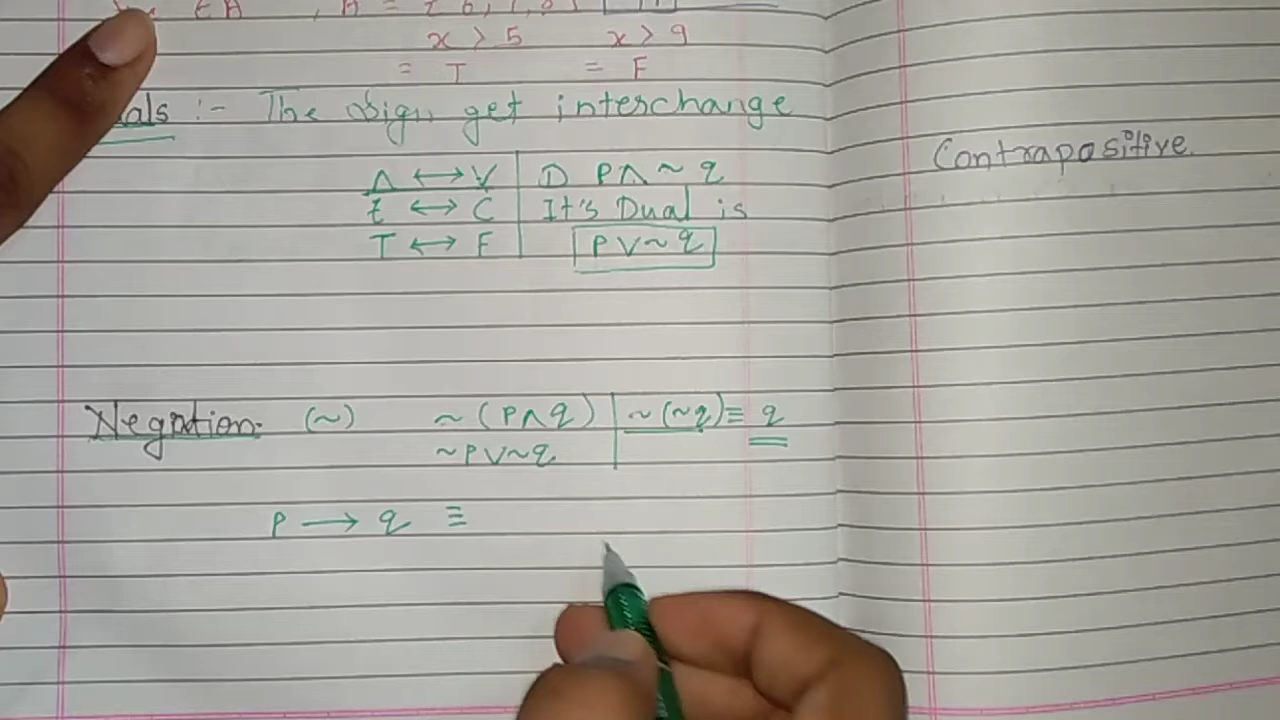 x > 5 x > 9
= T = F
als :- The sign get interchange
∧ ↔ ∨ ① P∧~q
t ↔ C It's Dual is
T ↔ F P∨~q
Contrapositive.
Negation: (~) ~(P∧q) ~(~q) ≡ q
~P∨~q
P → q ≡